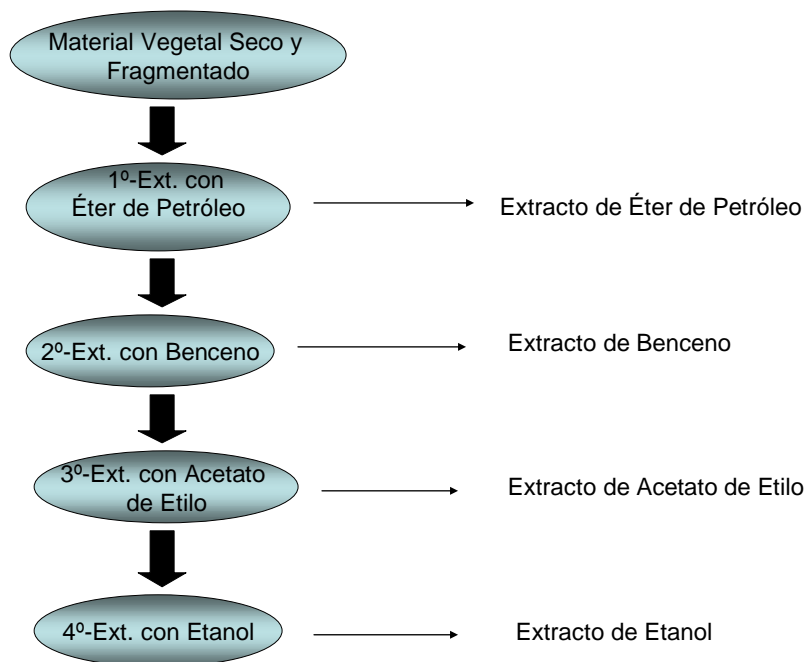 Material Vegetal Seco y
Fragmentado
1º-Ext. con
Éter de Petróleo
Extracto de Éter de Petróleo
2º-Ext. con Benceno
Extracto de Benceno
3º-Ext. con Acetato
de Etilo
Extracto de Acetato de Etilo
4º-Ext. con Etanol
Extracto de Etanol